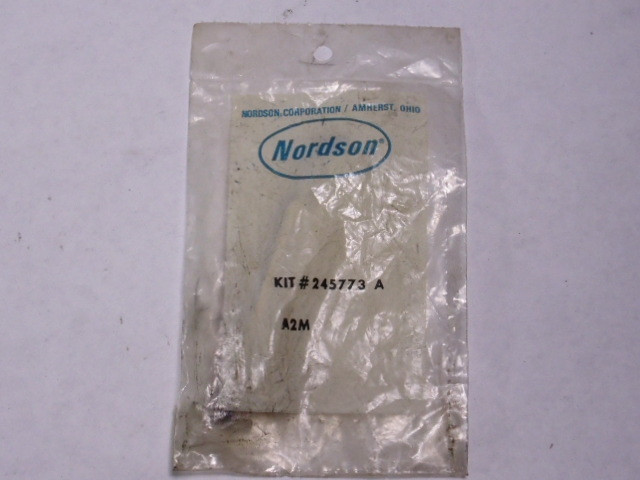 NORDSON CORPORATION / AMHERST, OHIO
Nordson®
KIT # 245773 A
A2M